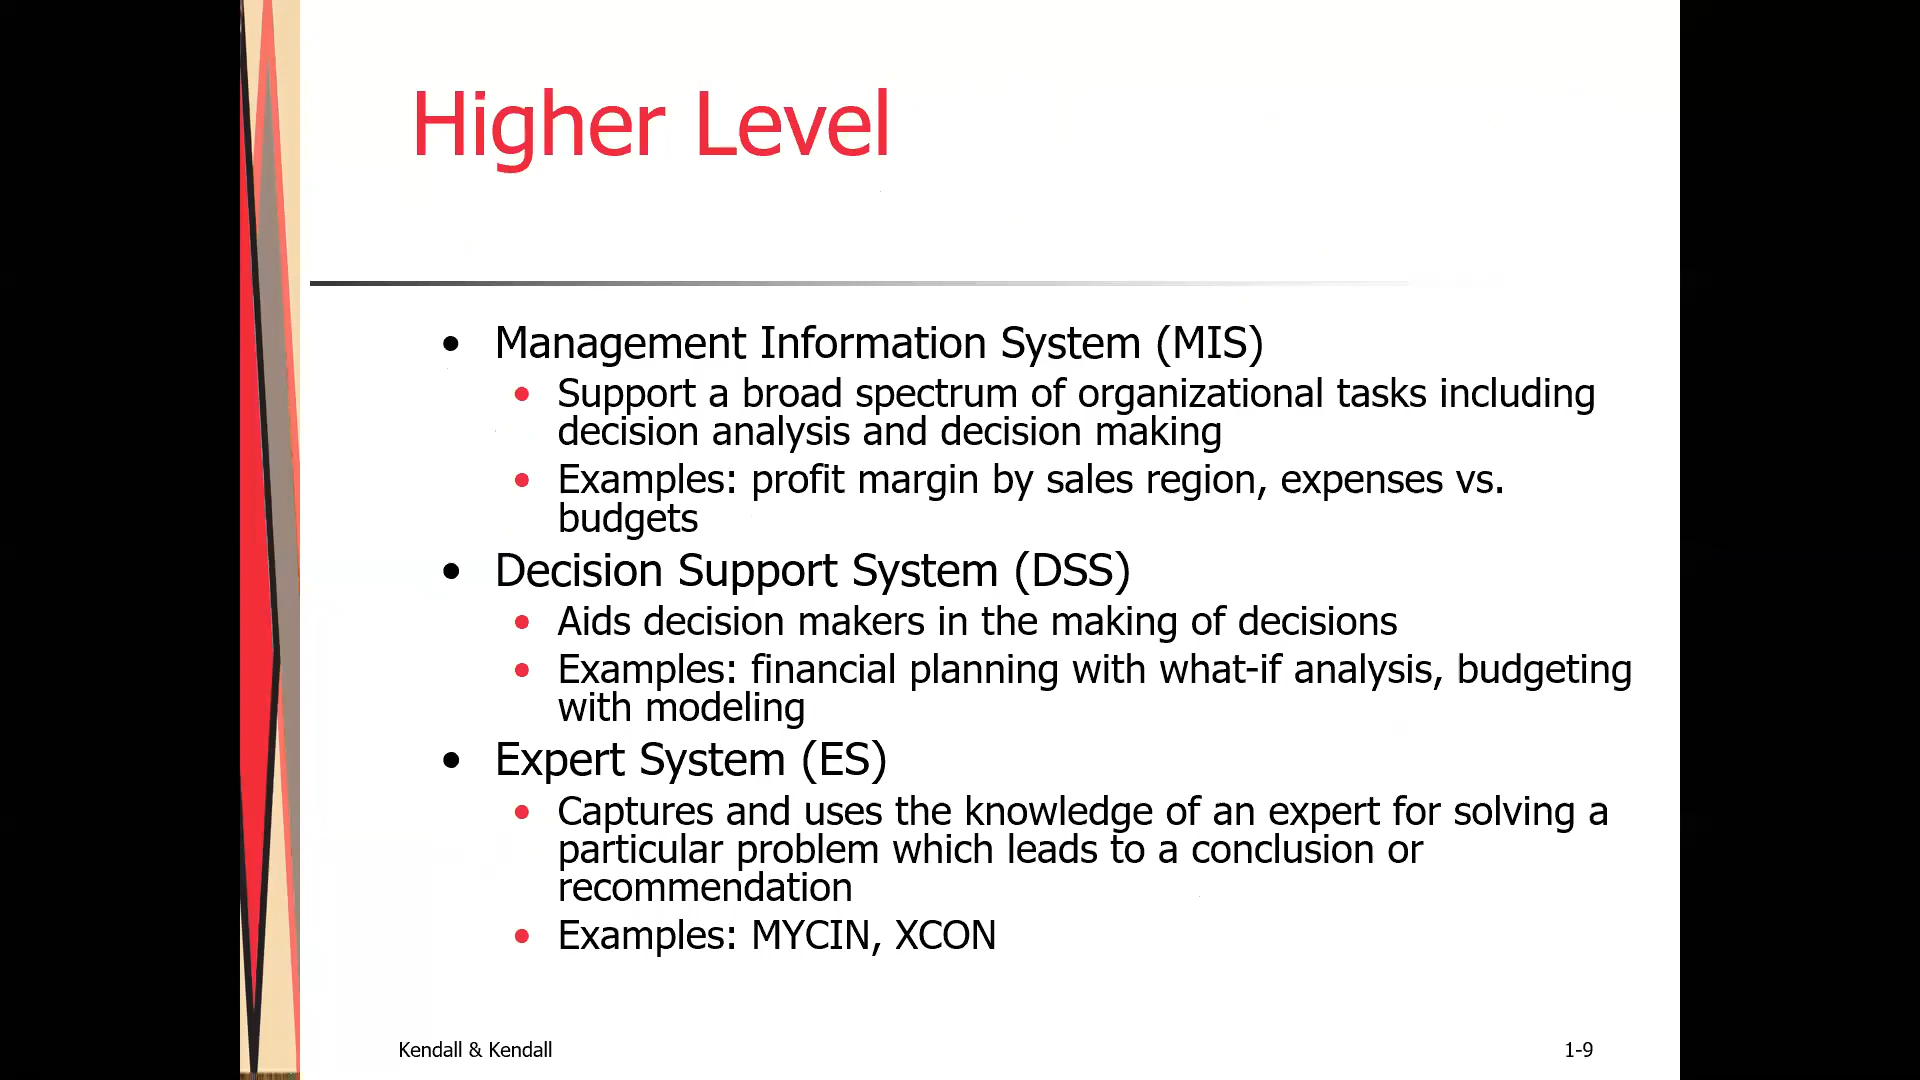 Higher Level
• Management Information System (MIS)
• Support a broad spectrum of organizational tasks including
decision analysis and decision making
• Examples: profit margin by sales region, expenses vs.
budgets
• Decision Support System (DSS)
• Aids decision makers in the making of decisions
• Examples: financial planning with what-if analysis, budgeting
with modeling
• Expert System (ES)
• Captures and uses the knowledge of an expert for solving a
particular problem which leads to a conclusion or
recommendation
• Examples: MYCIN, XCON
Kendall & Kendall
1-9